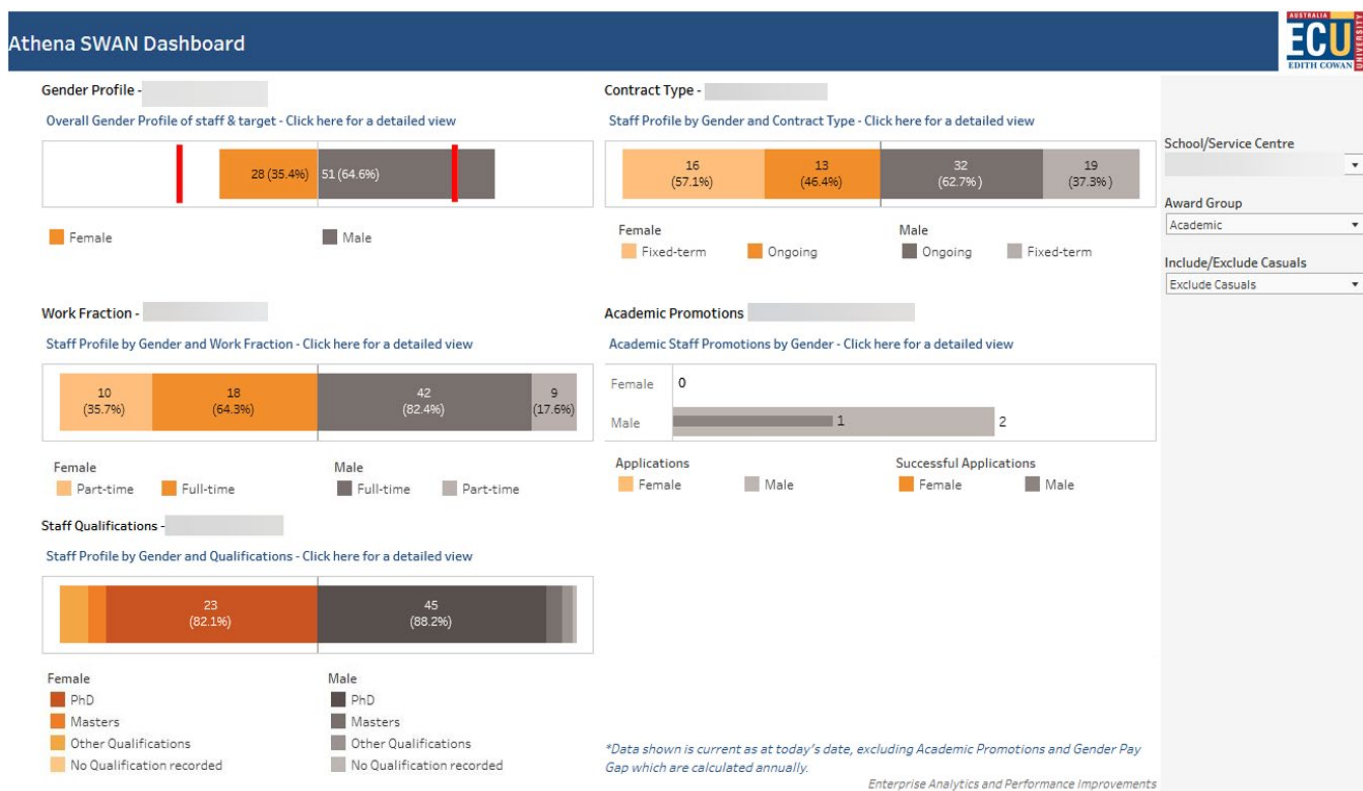 Athena SWAN Dashboard
AUSTRALIA
ECU
EDITH COWAN
UNIVERSITY
Gender Profile -
Overall Gender Profile of staff & target - Click here for a detailed view
28 (35.4%) 51 (64.6%)
Female Male
Contract Type -
Staff Profile by Gender and Contract Type - Click here for a detailed view
16 13 32 19
(57.1%) (46.4%) (62.7%) (37.3%)
Female Male
Fixed-term Ongoing Ongoing Fixed-term
School/Service Centre
Award Group
Academic
Include/Exclude Casuals
Exclude Casuals
Work Fraction -
Staff Profile by Gender and Work Fraction - Click here for a detailed view
10 18 42 9
(35.7%) (64.3%) (82.4%) (17.6%)
Female Male
Part-time Full-time Full-time Part-time
Academic Promotions
Academic Staff Promotions by Gender - Click here for a detailed view
Female 0
Male 1 2
Applications Successful Applications
Female Male Female Male
Staff Qualifications -
Staff Profile by Gender and Qualifications - Click here for a detailed view
23 45
(82.1%) (88.2%)
Female Male
PhD PhD
Masters Masters
Other Qualifications Other Qualifications
No Qualification recorded No Qualification recorded
*Data shown is current as at today's date, excluding Academic Promotions and Gender Pay
Gap which are calculated annually.
Enterprise Analytics and Performance Improvements